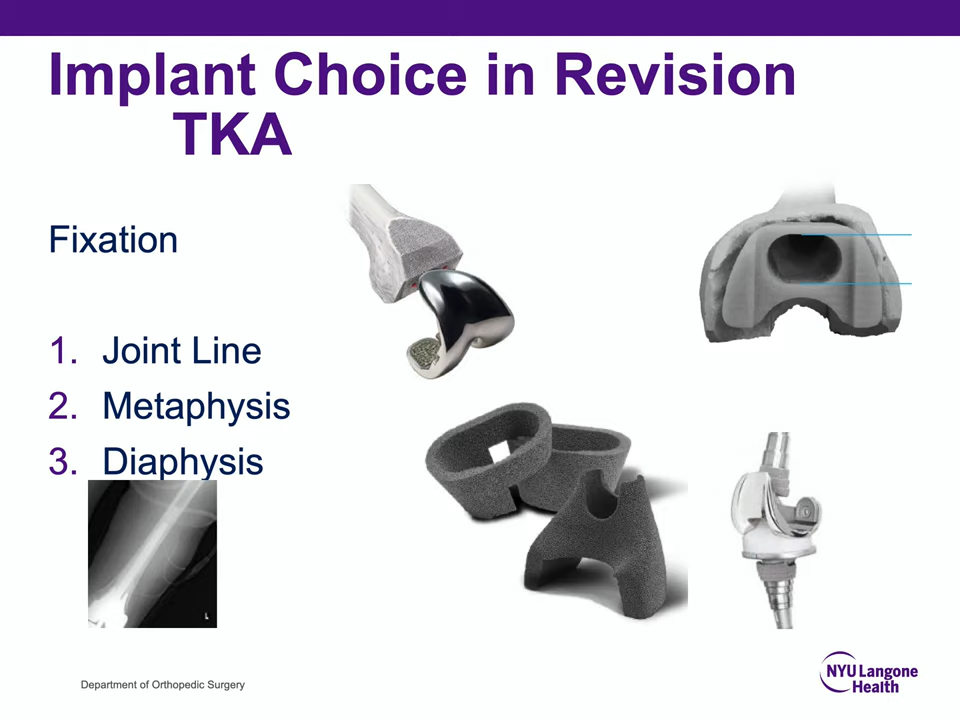 Implant Choice in Revision
TKA
Fixation
1. Joint Line
2. Metaphysis
3. Diaphysis
L
Department of Orthopedic Surgery
NYU Langone
Health